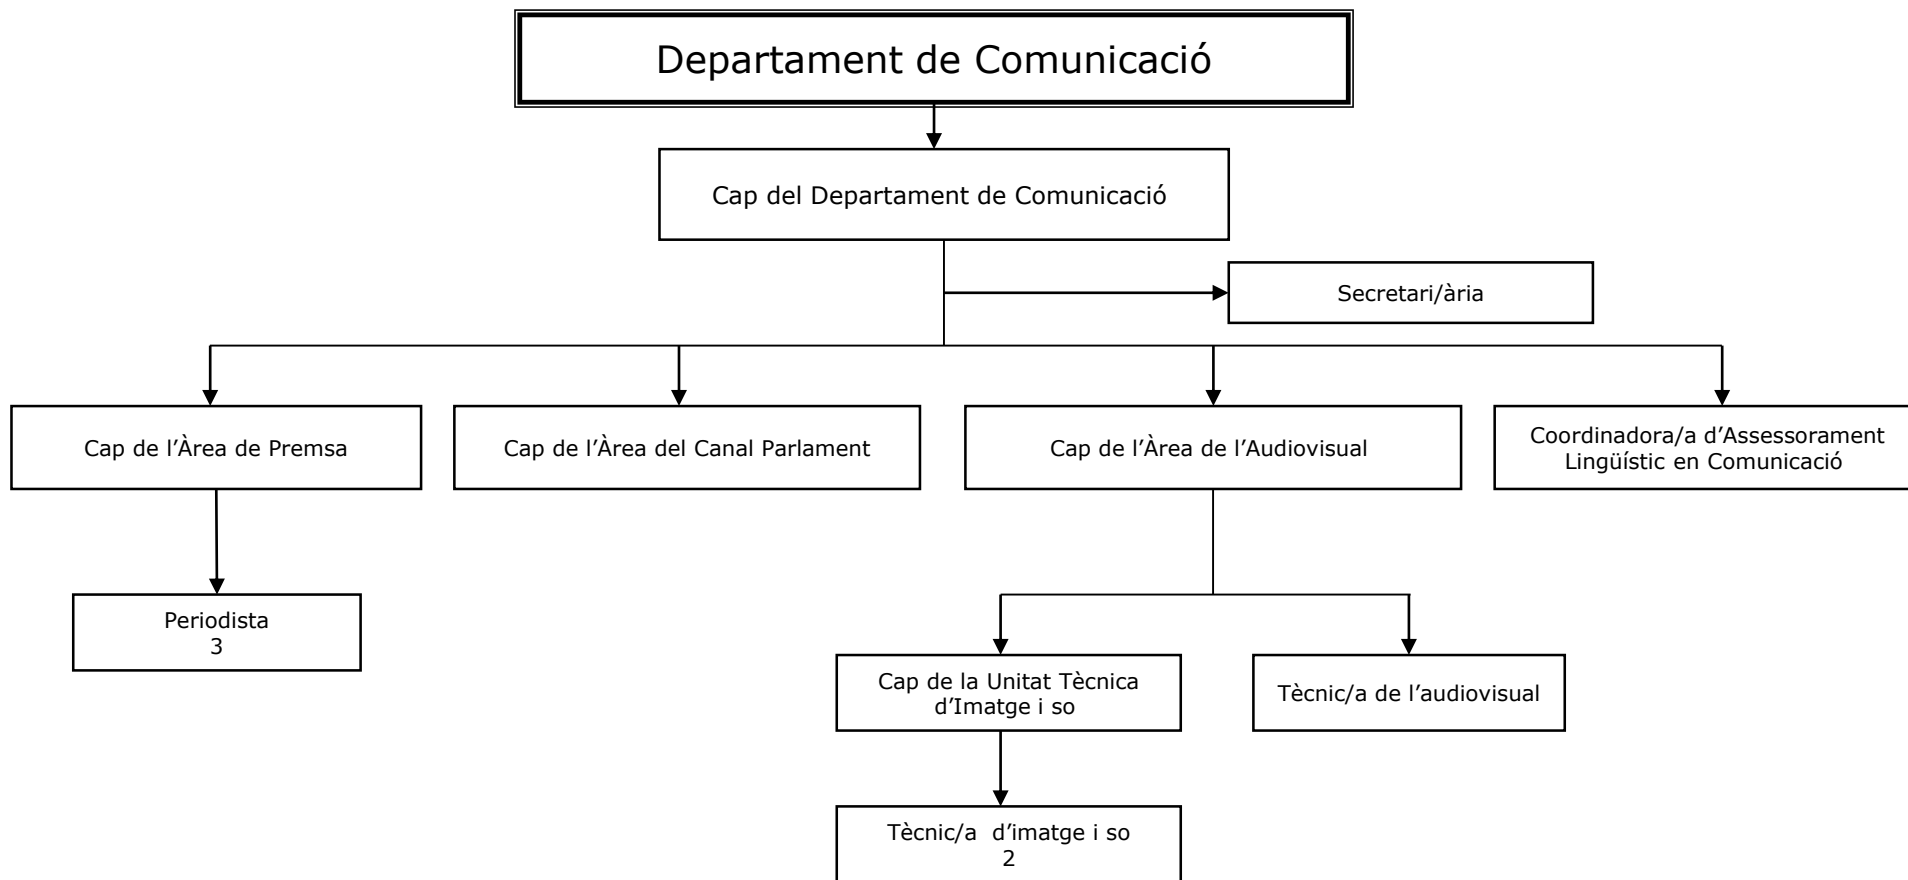 Departament de Comunicació
Cap del Departament de Comunicació
Secretari/ària
Cap de l’Àrea de Premsa
Cap de l’Àrea del Canal Parlament
Cap de l’Àrea de l’Audiovisual
Coordinadora/a d’Assessorament
Lingüístic en Comunicació
Periodista
3
Cap de la Unitat Tècnica
d’Imatge i so
Tècnic/a de l’audiovisual
Tècnic/a  d’imatge i so
2